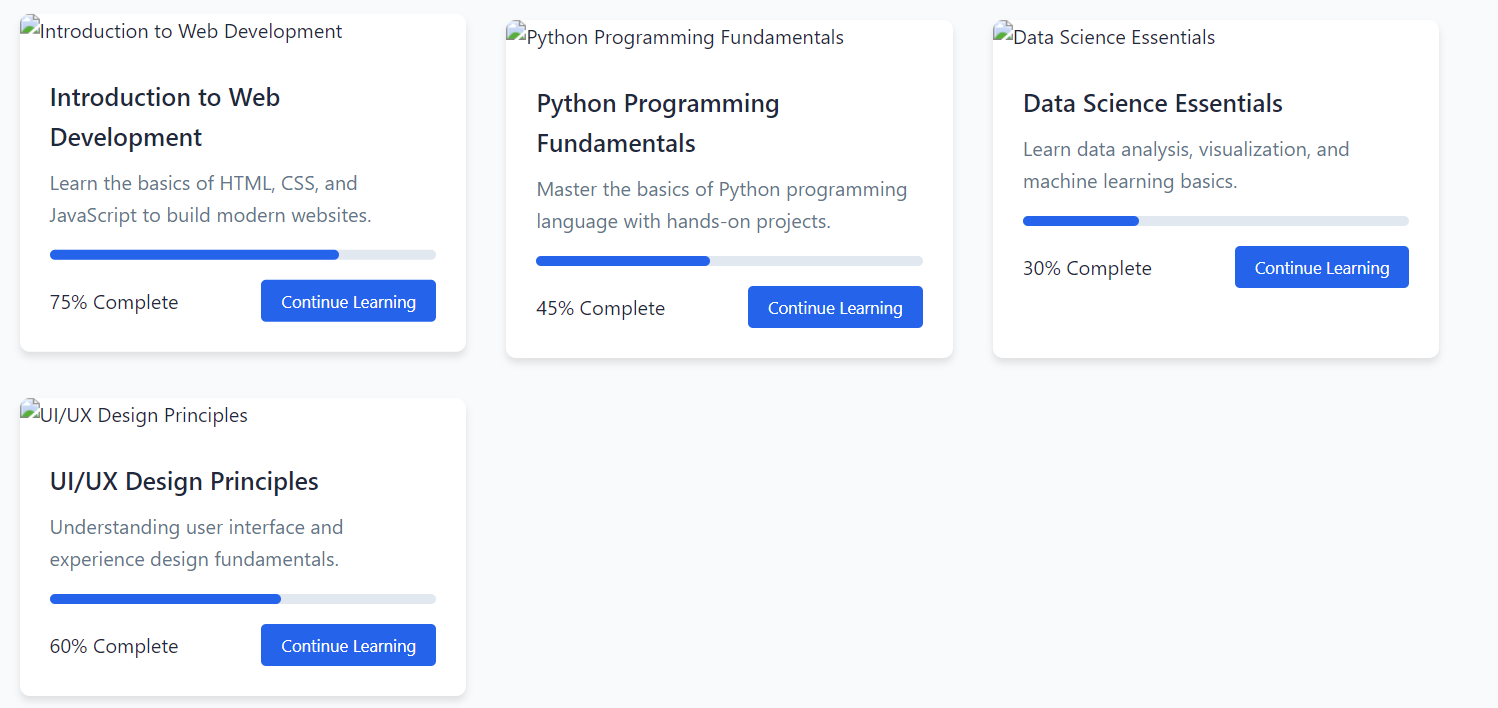 Introduction to Web Development
Introduction to Web
Development
Learn the basics of HTML, CSS, and
JavaScript to build modern websites.
75% Complete
Continue Learning
Python Programming Fundamentals
Python Programming
Fundamentals
Master the basics of Python programming
language with hands-on projects.
45% Complete
Continue Learning
Data Science Essentials
Data Science Essentials
Learn data analysis, visualization, and
machine learning basics.
30% Complete
Continue Learning
UI/UX Design Principles
UI/UX Design Principles
Understanding user interface and
experience design fundamentals.
60% Complete
Continue Learning